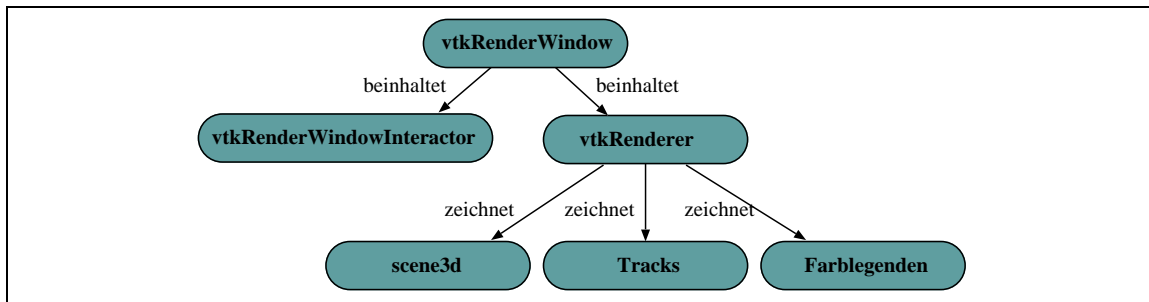 vtkRenderWindow
beinhaltet beinhaltet
vtkRenderWindowInteractor vtkRenderer
zeichnet zeichnet zeichnet
scene3d Tracks Farblegenden